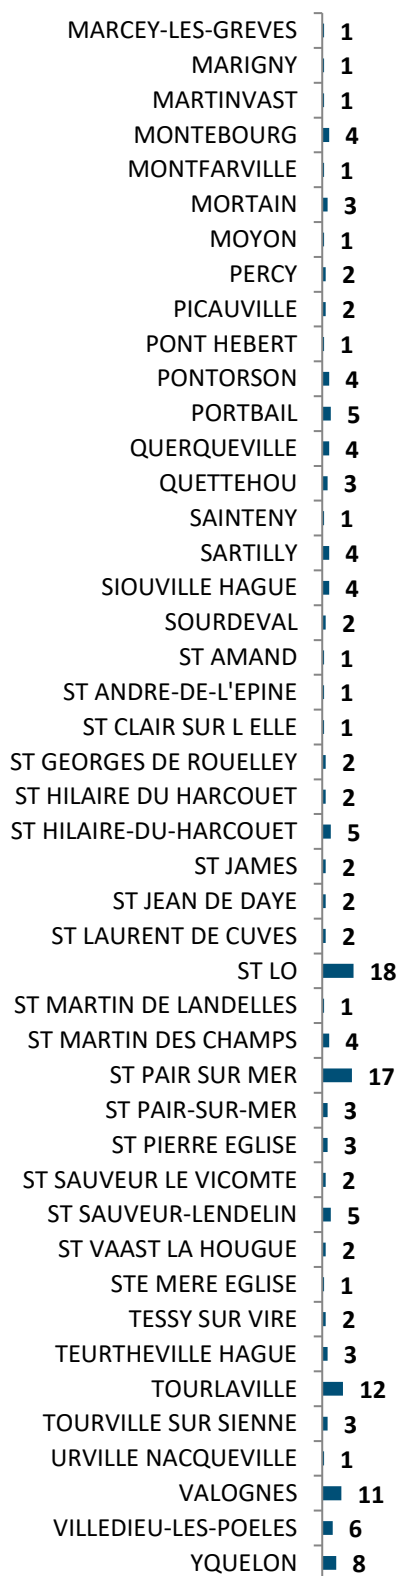 MARCEY-LES-GREVES 1
MARIGNY 1
MARTINVAST 1
MONTEBOURG 4
MONTFARVILLE 1
MORTAIN 3
MOYON 1
PERCY 2
PICAUVILLE 2
PONT HEBERT 1
PONTORSON 4
PORTBAIL 5
QUERQUEVILLE 4
QUETTEHOU 3
SAINTENY 1
SARTILLY 4
SIOUVILLE HAGUE 4
SOURDEVAL 2
ST AMAND 1
ST ANDRE-DE-L'EPINE 1
ST CLAIR SUR L ELLE 1
ST GEORGES DE ROUELLEY 2
ST HILAIRE DU HARCOUET 2
ST HILAIRE-DU-HARCOUET 5
ST JAMES 2
ST JEAN DE DAYE 2
ST LAURENT DE CUVES 2
ST LO 18
ST MARTIN DE LANDELLES 1
ST MARTIN DES CHAMPS 4
ST PAIR SUR MER 17
ST PAIR-SUR-MER 3
ST PIERRE EGLISE 3
ST SAUVEUR LE VICOMTE 2
ST SAUVEUR-LENDELIN 5
ST VAAST LA HOUGUE 2
STE MERE EGLISE 1
TESSY SUR VIRE 2
TEURTHEVILLE HAGUE 3
TOURLAVILLE 12
TOURVILLE SUR SIENNE 3
URVILLE NACQUEVILLE 1
VALOGNES 11
VILLEDIEU-LES-POELES 6
YQUELON 8